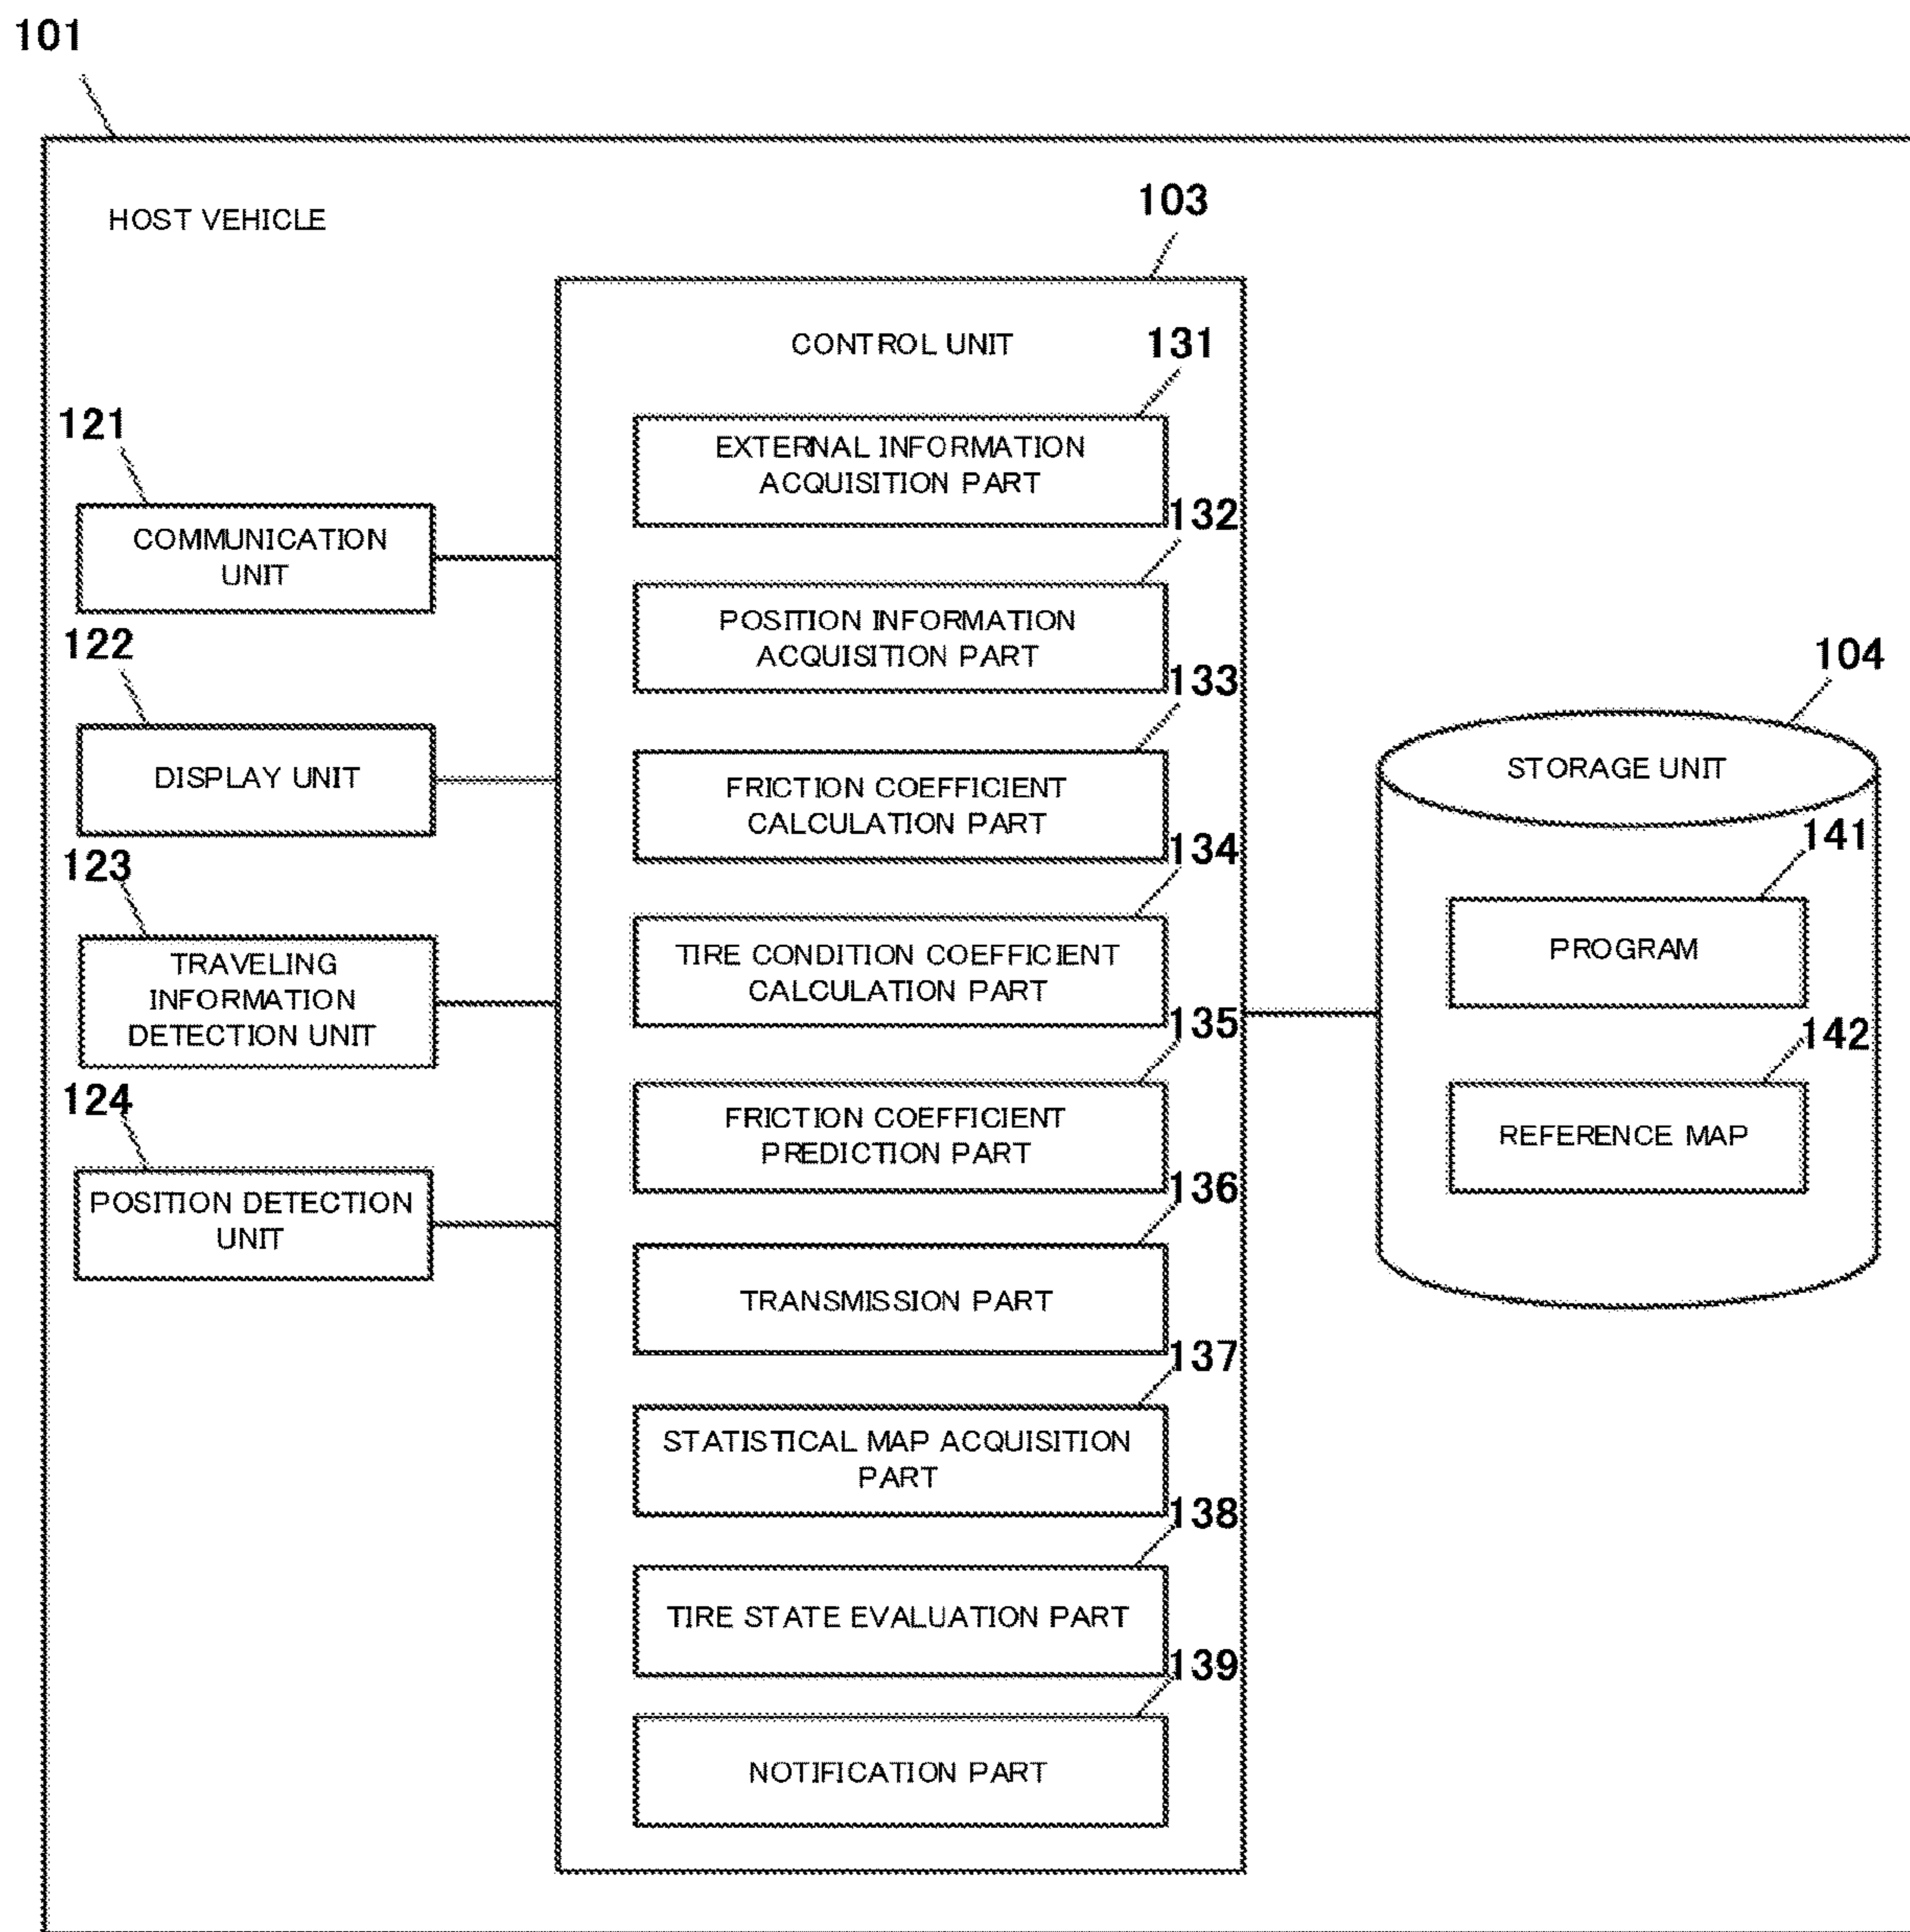 101
HOST VEHICLE
103
CONTROL UNIT
131
EXTERNAL INFORMATION
ACQUISITION PART
121
COMMUNICATION
UNIT
132
POSITION INFORMATION
ACQUISITION PART
122
DISPLAY UNIT
133
FRICTION COEFFICIENT
CALCULATION PART
123
TRAVELING
INFORMATION
DETECTION UNIT
134
TIRE CONDITION COEFFICIENT
CALCULATION PART
124
POSITION DETECTION
UNIT
135
FRICTION COEFFICIENT
PREDICTION PART
136
TRANSMISSION PART
137
STATISTICAL MAP ACQUISITION
PART
138
TIRE STATE EVALUATION PART
139
NOTIFICATION PART
104
STORAGE UNIT
141
PROGRAM
142
REFERENCE MAP